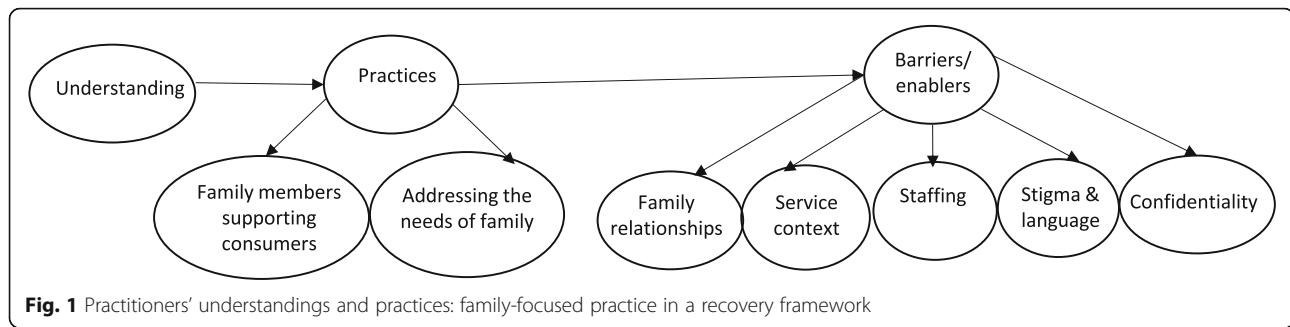 Understanding
Practices
Barriers/
enablers
Family members
supporting
consumers
Addressing the
needs of family
Family
relationships
Service
context
Staffing
Stigma &
language
Confidentiality
Fig. 1 Practitioners’ understandings and practices: family-focused practice in a recovery framework